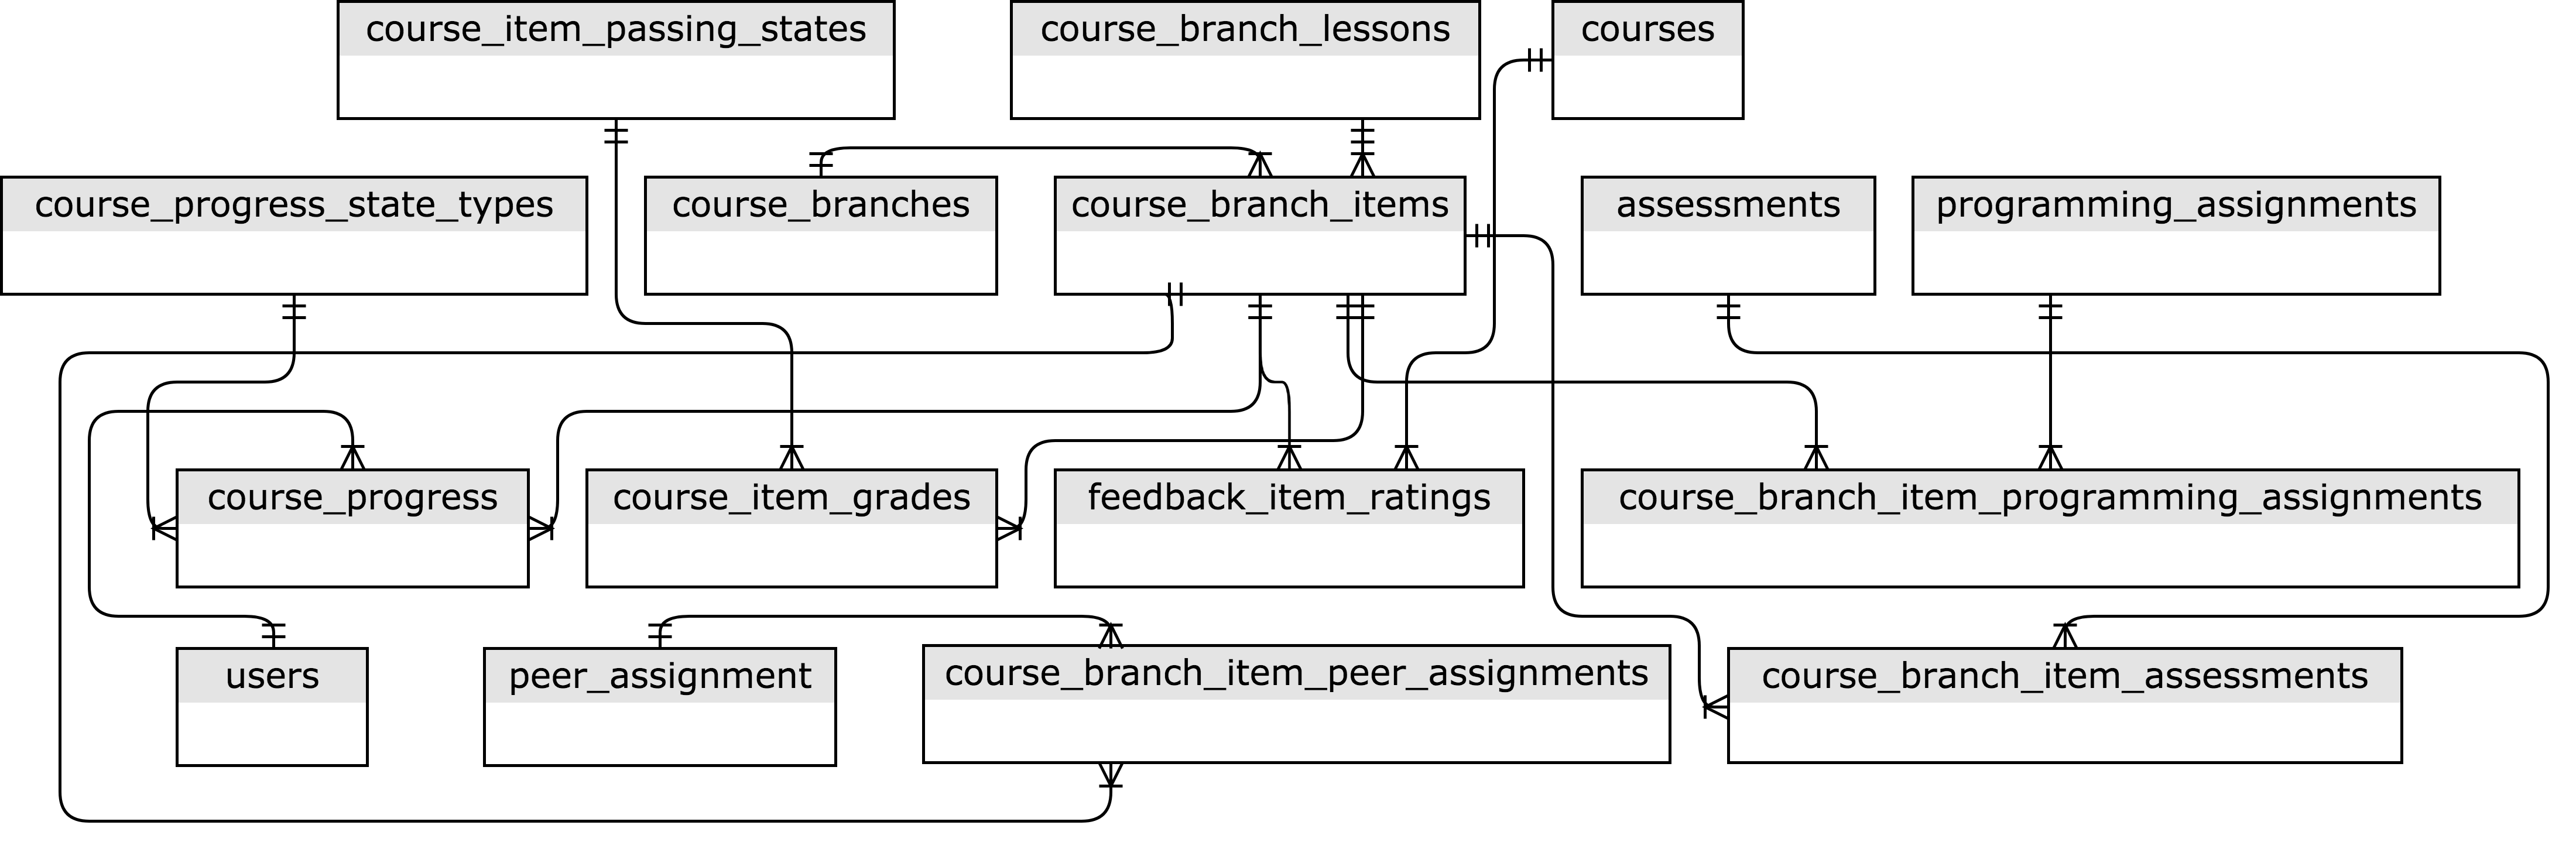 course_item_passing_states
course_branch_lessons
courses
course_progress_state_types
course_branches
course_branch_items
assessments
programming_assignments
course_progress
course_item_grades
feedback_item_ratings
course_branch_item_programming_assignments
users
peer_assignment
course_branch_item_peer_assignments
course_branch_item_assessments